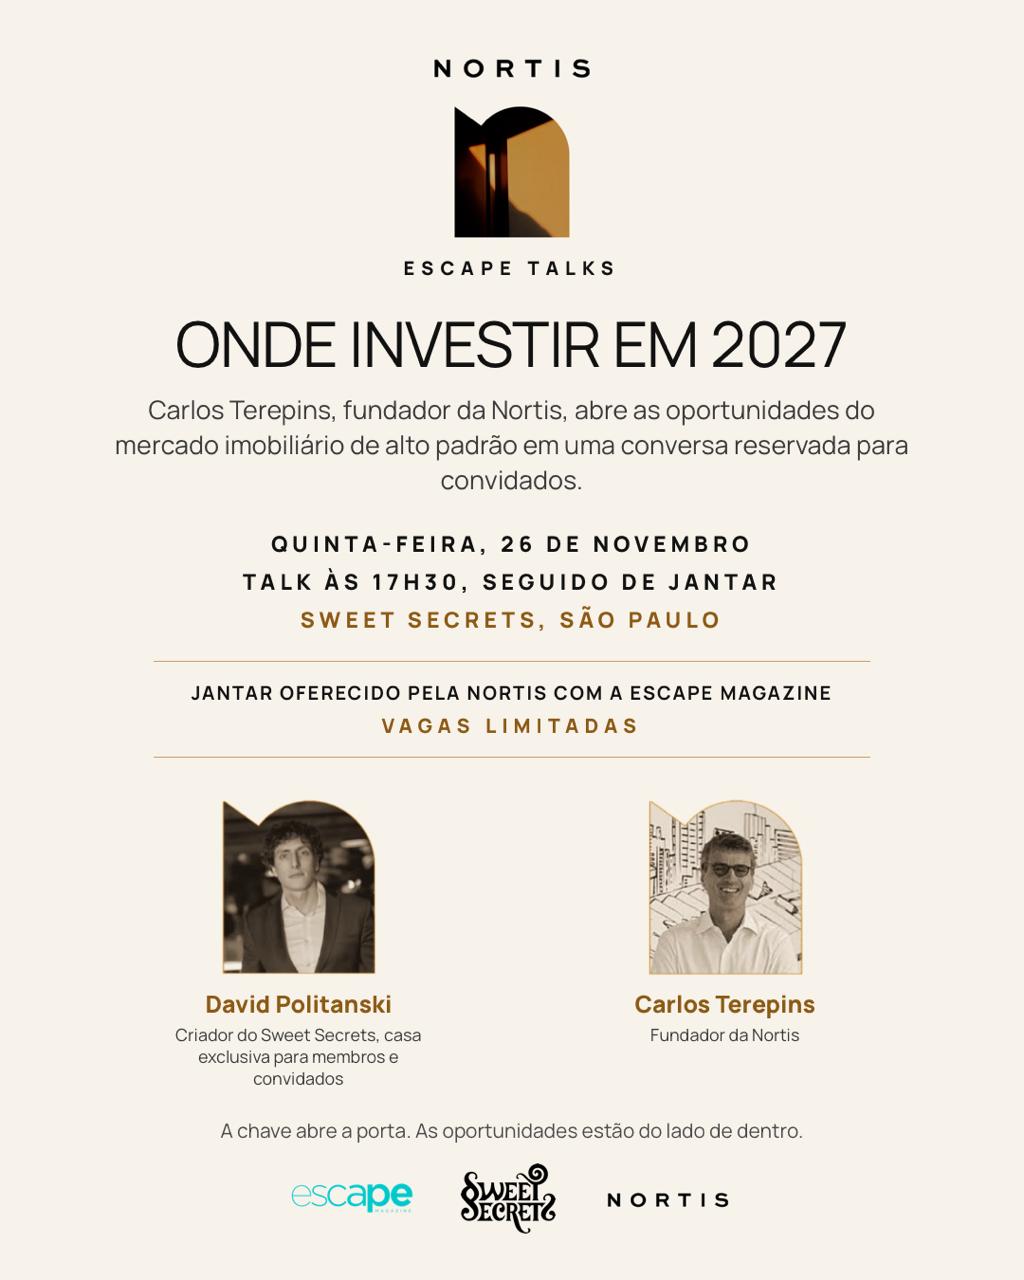 NORTIS
ESCAPE TALKS
ONDE INVESTIR EM 2027
Carlos Terepins, fundador da Nortis, abre as oportunidades do
mercado imobiliário de alto padrão em uma conversa reservada para
convidados.
QUINTA-FEIRA, 26 DE NOVEMBRO
TALK ÀS 17H30, SEGUIDO DE JANTAR
SWEET SECRETS, SÃO PAULO
JANTAR OFERECIDO PELA NORTIS COM A ESCAPE MAGAZINE
VAGAS LIMITADAS
David Politanski
Criador do Sweet Secrets, casa
exclusiva para membros e
convidados
Carlos Terepins
Fundador da Nortis
A chave abre a porta. As oportunidades estão do lado de dentro.
escape
MAGAZINE
SWEET
SECRETS
NORTIS